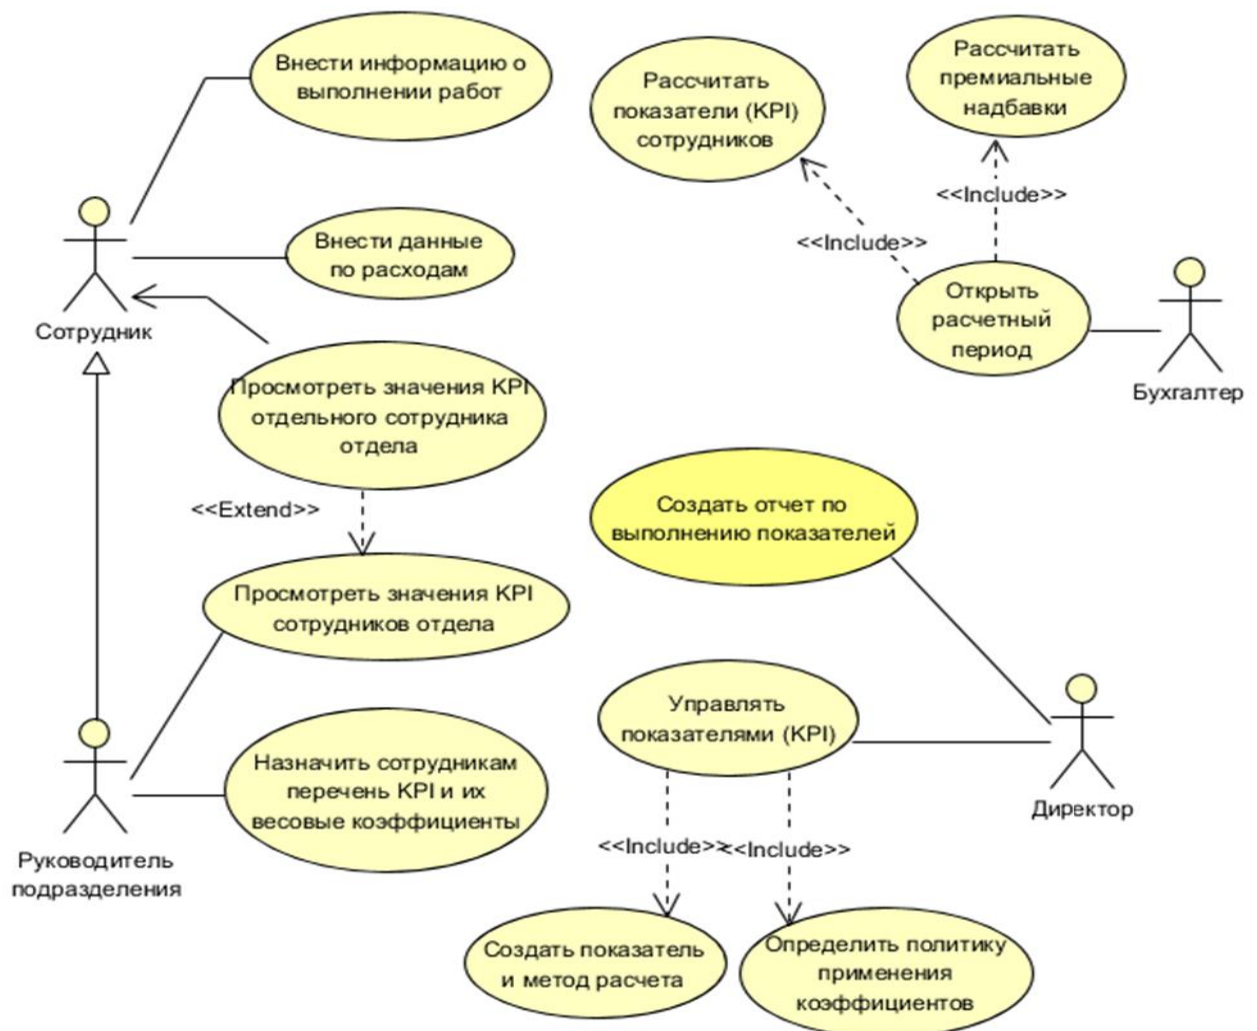 Внести информацию о
выполнении работ
Рассчитать
показатели (KPI)
сотрудников
Рассчитать
премиальные
надбавки
<<Include>>
<<Include>>
Внести данные
по расходам
Сотрудник
Открыть
расчетный
период
Бухгалтер
Просмотреть значения KPI
отдельного сотрудника
отдела
<<Extend>>
Создать отчет по
выполнению показателей
Просмотреть значения KPI
сотрудников отдела
Управлять
показателями (KPI)
Директор
Назначить сотрудникам
перечень KPI и их
весовые коэффициенты
Руководитель
подразделения
<<Include>>
<<Include>>
Создать показатель
и метод расчета
Определить политику
применения
коэффициентов